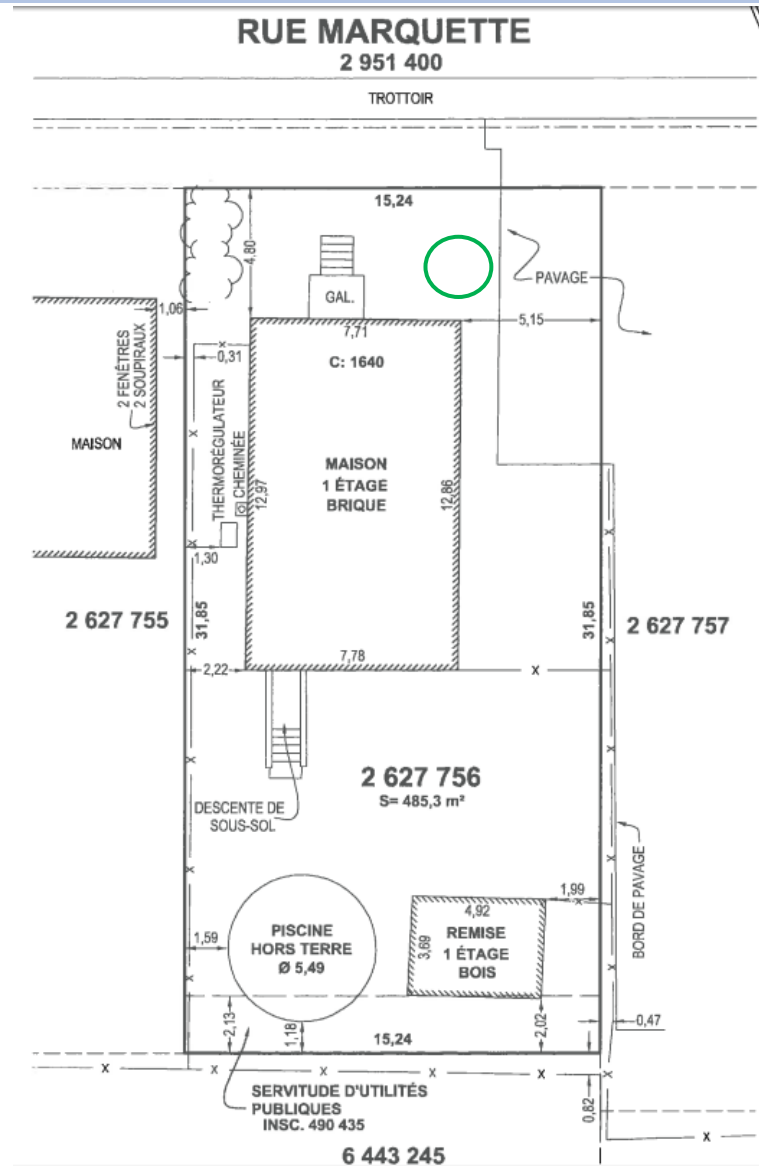 RUE MARQUETTE
2 951 400
TROTTOIR
15,24
4,80
GAL.
PAVAGE
1,06
7,71
5,15
C: 1640
0,31
2 FENÊTRES
2 SOUPIRAUX
MAISON
THERMORÉGULATEUR
CHEMINÉE
12,97
MAISON
1 ÉTAGE
BRIQUE
12,86
1,30
2 627 755
31,85
31,85
2 627 757
2,22
7,78
X
2 627 756
S= 485,3 m²
DESCENTE DE
SOUS-SOL
BORD DE PAVAGE
1,99
4,92
3,69
REMISE
1 ÉTAGE
BOIS
PISCINE
HORS TERRE
Ø 5,49
1,59
2,13
1,18
15,24
2,02
0,47
X X X X X
SERVITUDE D'UTILITÉS
PUBLIQUES
INSC. 490 435
0,82
X
6 443 245